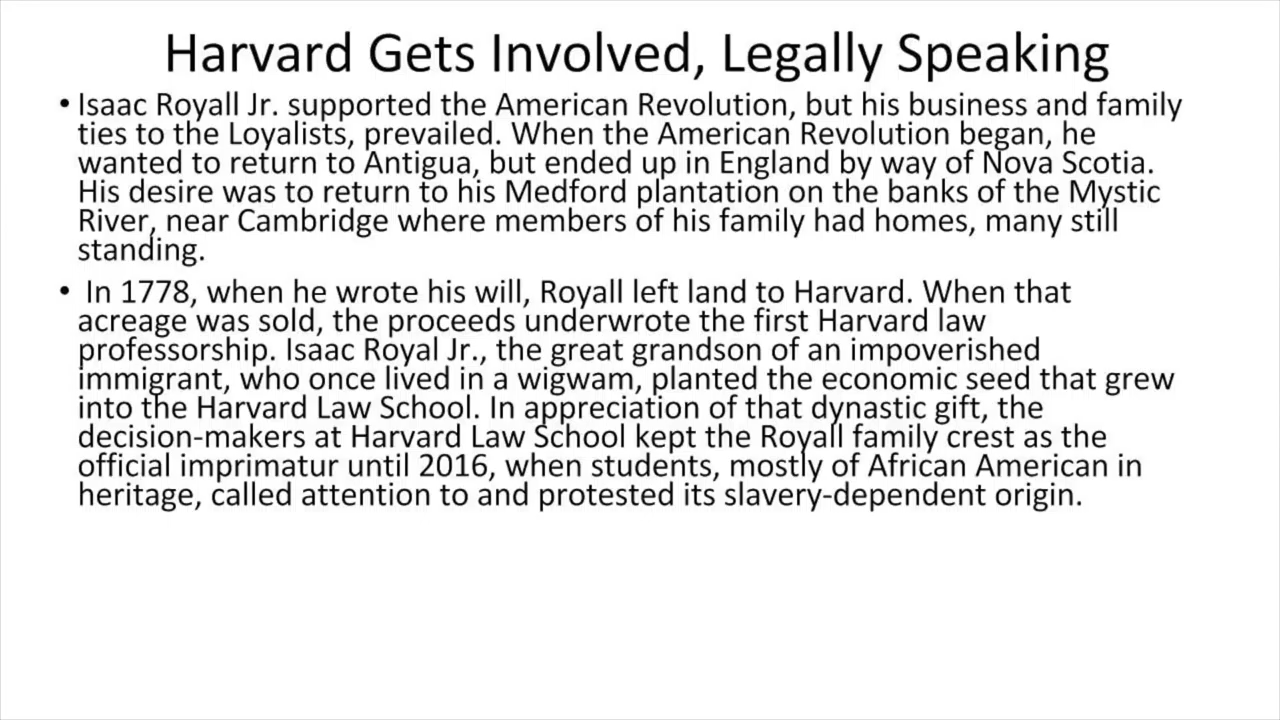 Harvard Gets Involved, Legally Speaking
• Isaac Royall Jr. supported the American Revolution, but his business and family
ties to the Loyalists, prevailed. When the American Revolution began, he
wanted to return to Antigua, but ended up in England by way of Nova Scotia.
His desire was to return to his Medford plantation on the banks of the Mystic
River, near Cambridge where members of his family had homes, many still
standing.
• In 1778, when he wrote his will, Royall left land to Harvard. When that
acreage was sold, the proceeds underwrote the first Harvard law
professorship. Isaac Royal Jr., the great grandson of an impoverished
immigrant, who once lived in a wigwam, planted the economic seed that grew
into the Harvard Law School. In appreciation of that dynastic gift, the
decision-makers at Harvard Law School kept the Royall family crest as the
official imprimatur until 2016, when students, mostly of African American in
heritage, called attention to and protested its slavery-dependent origin.